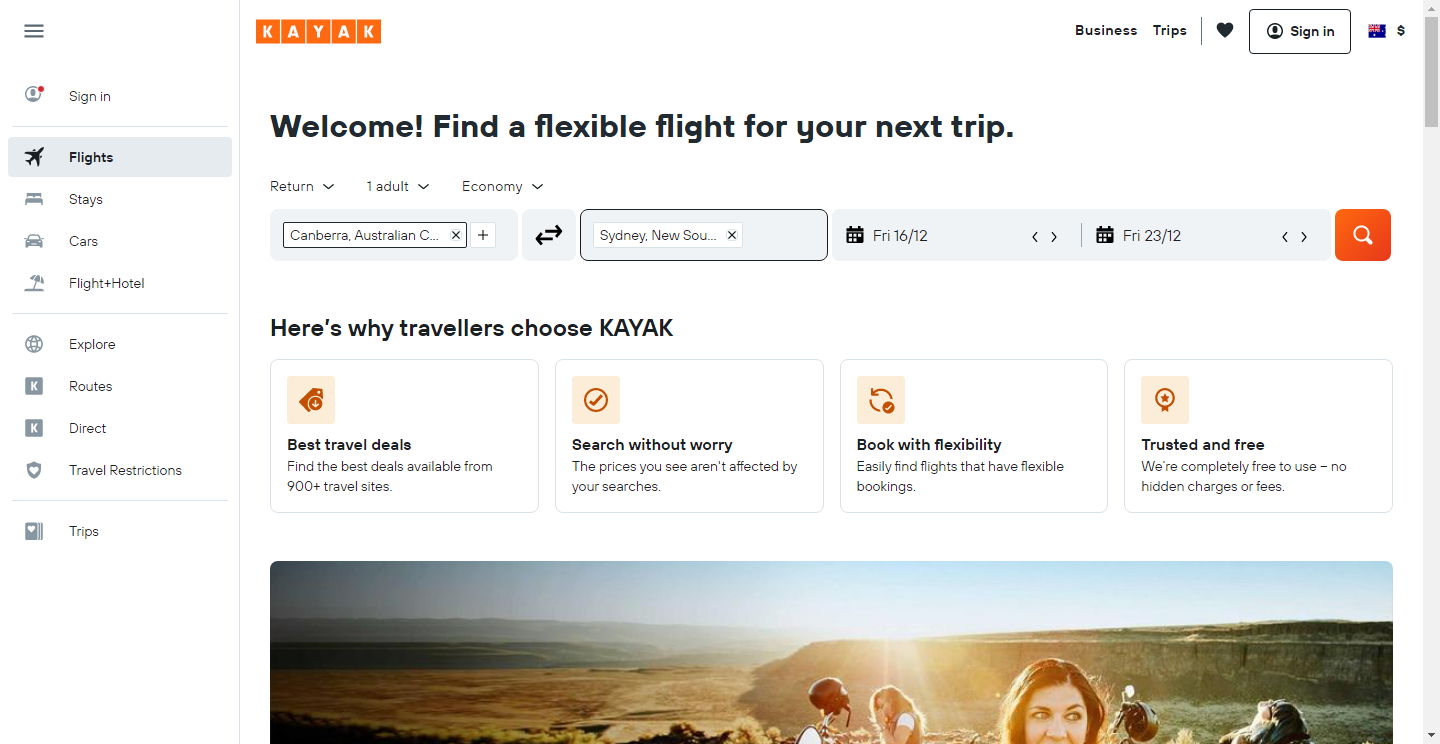 KAYAK
Business
Trips
Sign in
$
Sign in
Flights
Stays
Cars
Flight+Hotel
Explore
K
Routes
K
Direct
Travel Restrictions
Trips
Welcome! Find a flexible flight for your next trip.
Return
1 adult
Economy
Canberra, Australian C...
Sydney, New Sou...
Fri 16/12
Fri 23/12
Here's why travellers choose KAYAK
Best travel deals
Find the best deals available from
900+ travel sites.
Search without worry
The prices you see aren't affected by
your searches.
Book with flexibility
Easily find flights that have flexible
bookings.
Trusted and free
We're completely free to use – no
hidden charges or fees.